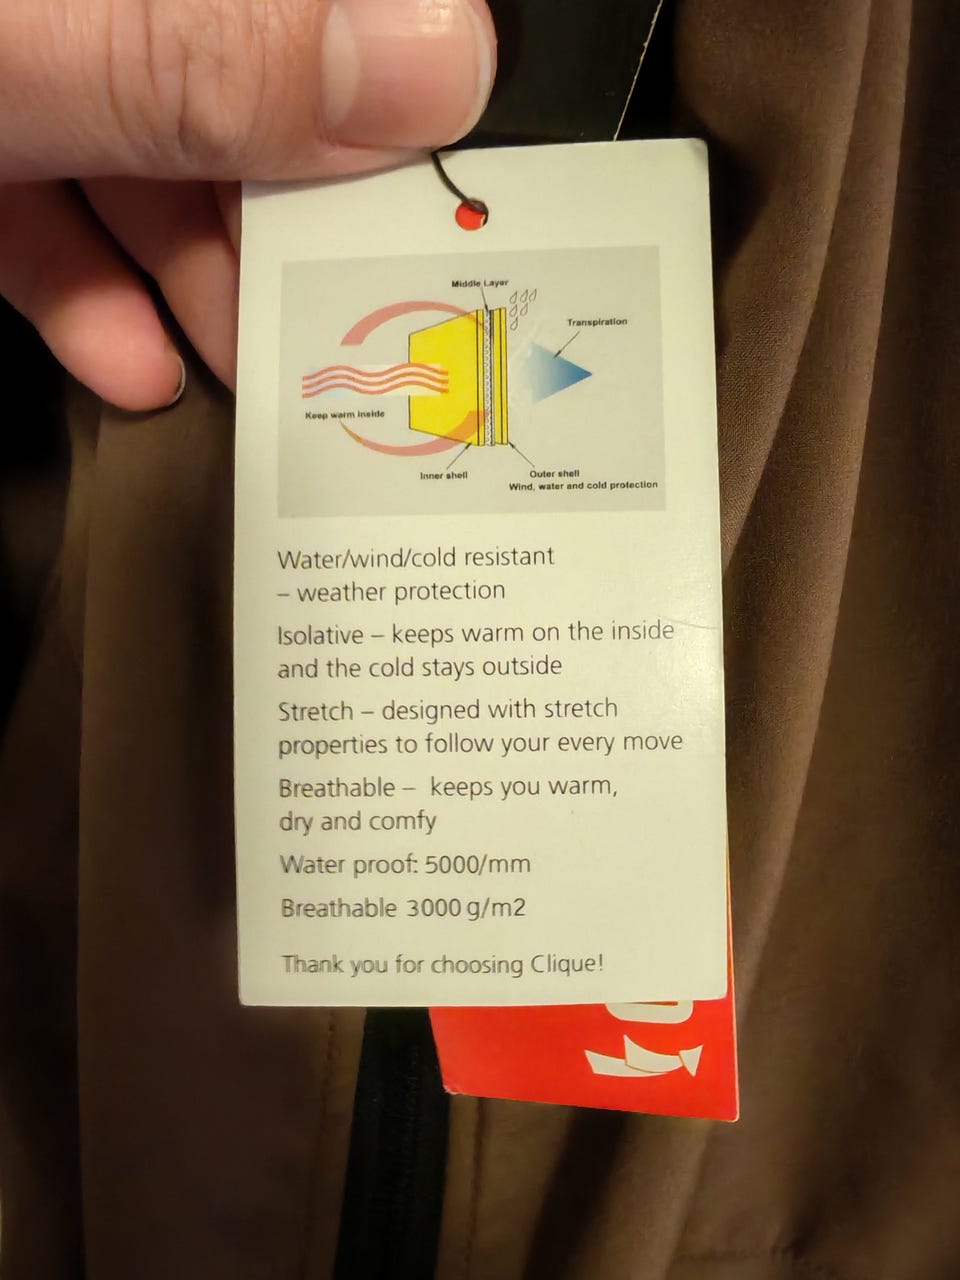 Middle Layer
Transpiration
Keep warm inside
Inner shell
Outer shell
Wind, water and cold protection
Water/wind/cold resistant
– weather protection
Isolative – keeps warm on the inside
and the cold stays outside
Stretch – designed with stretch
properties to follow your every move
Breathable – keeps you warm,
dry and comfy
Water proof: 5000/mm
Breathable 3000 g/m2
Thank you for choosing Clique!